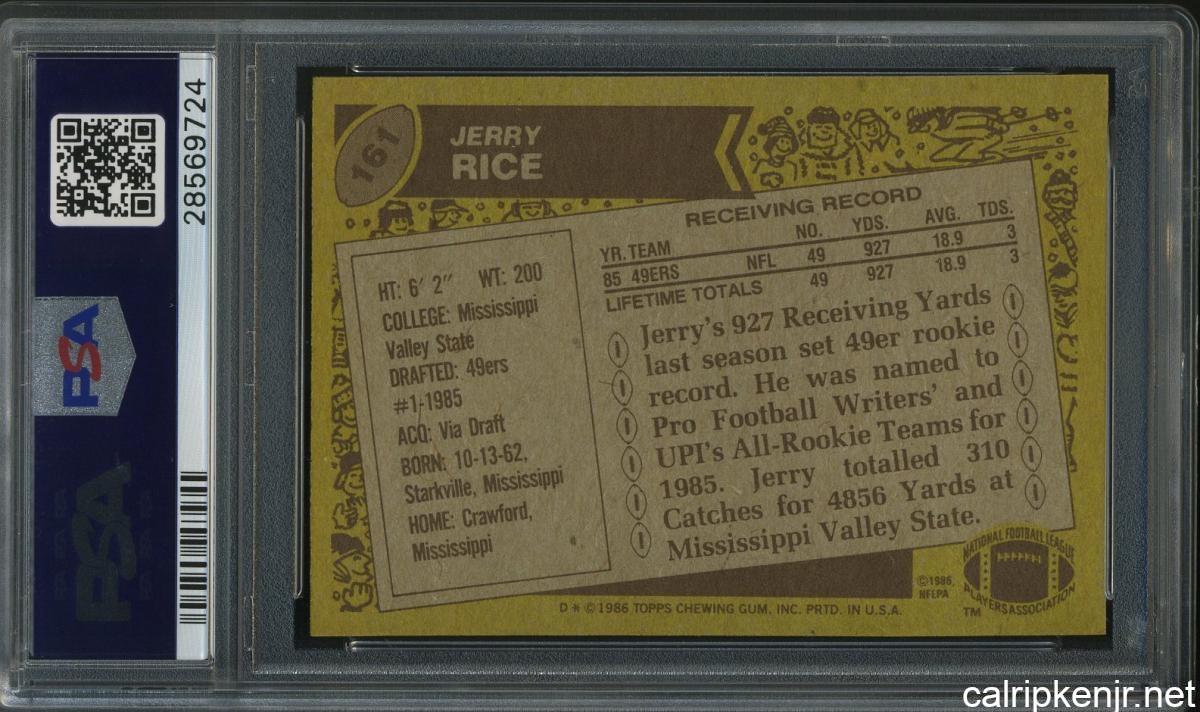 28569724
PSA
PSA
161
JERRY
RICE
HT: 6' 2" WT: 200
COLLEGE: Mississippi
Valley State
DRAFTED: 49ers
#1-1985
ACQ: Via Draft
BORN: 10-13-62,
Starkville, Mississippi
HOME: Crawford,
Mississippi
RECEIVING RECORD
YR. TEAM NO. YDS. AVG. TDS.
85 49ERS NFL 49 927 18.9 3
LIFETIME TOTALS 49 927 18.9 3
Jerry's 927 Receiving Yards
last season set 49er rookie
record. He was named to
Pro Football Writers' and
UPI's All-Rookie Teams for
1985. Jerry totalled 310
Catches for 4856 Yards at
Mississippi Valley State.
©1986,
NFLPA
NATIONAL FOOTBALL LEAGUE
PLAYERS ASSOCIATION
TM
D * © 1986 TOPPS CHEWING GUM, INC. PRTD. IN U.S.A.
calripkenjr.net